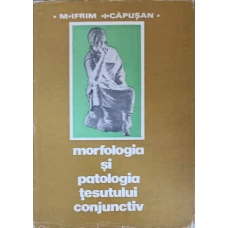 • M • IFRIM • I • CĂPUȘAN •
morfologia
și
patologia
țesutului
conjunctiv